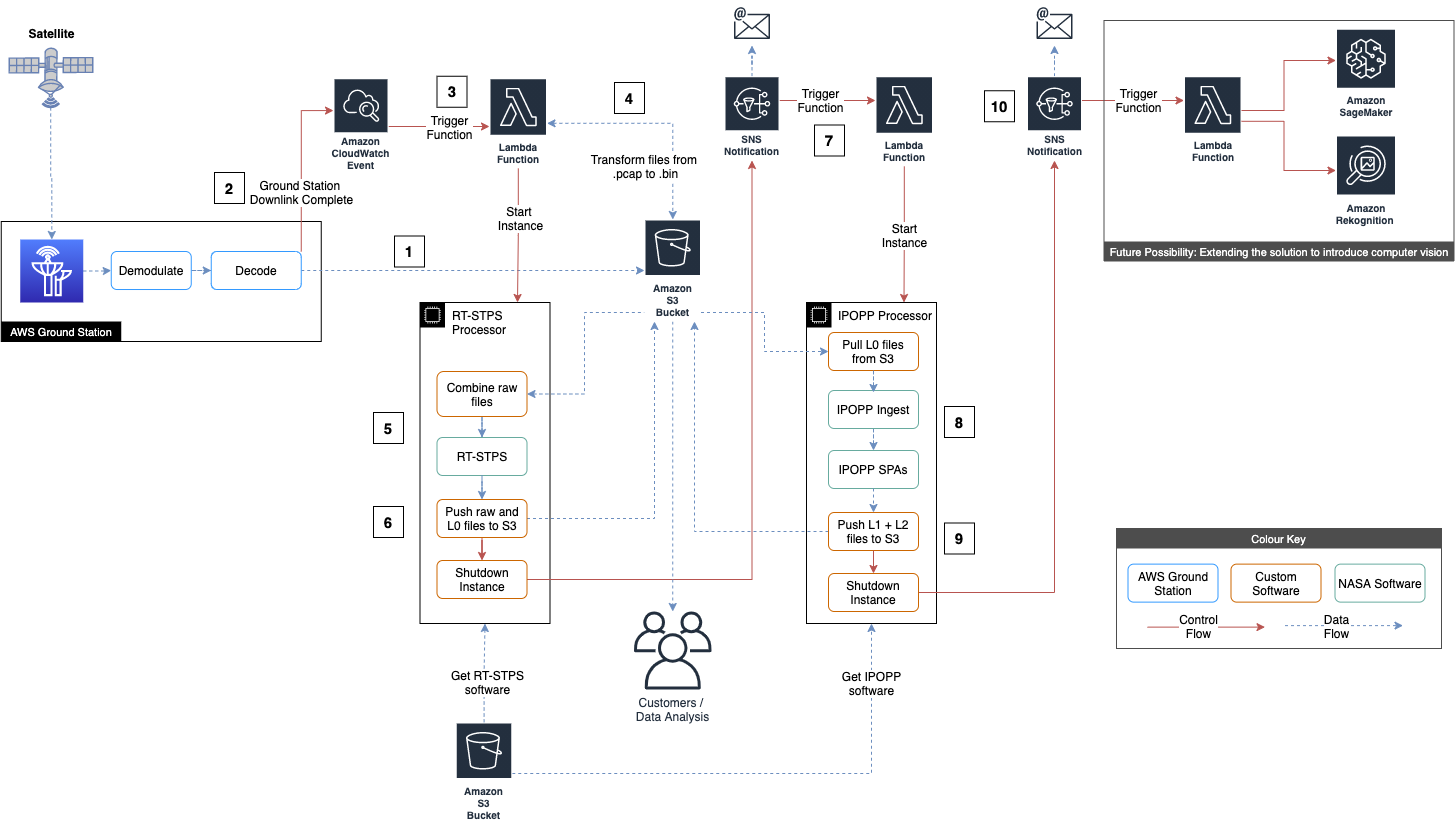 Satellite
@
@
3
4
10
7
Trigger
Function
Trigger
Function
Trigger
Function
Amazon
CloudWatch
Event
Lambda
Function
SNS
Notification
Lambda
Function
SNS
Notification
Lambda
Function
Amazon
SageMaker
Amazon
Rekognition
Future Possibility: Extending the solution to introduce computer vision
2
Ground Station
Downlink Complete
Transform files from
.pcap to .bin
Start
Instance
Start
Instance
1
Demodulate
Decode
AWS Ground Station
Amazon
S3
Bucket
RT-STPS
Processor
Combine raw
files
5
RT-STPS
6
Push raw and
L0 files to S3
Shutdown
Instance
IPOPP Processor
Pull L0 files
from S3
IPOPP Ingest
8
IPOPP SPAs
Push L1 + L2
files to S3
9
Shutdown
Instance
Colour Key
AWS Ground
Station
Custom
Software
NASA Software
Control
Flow
Data
Flow
Get RT-STPS
software
Customers /
Data Analysis
Get IPOPP
software
Amazon
S3
Bucket